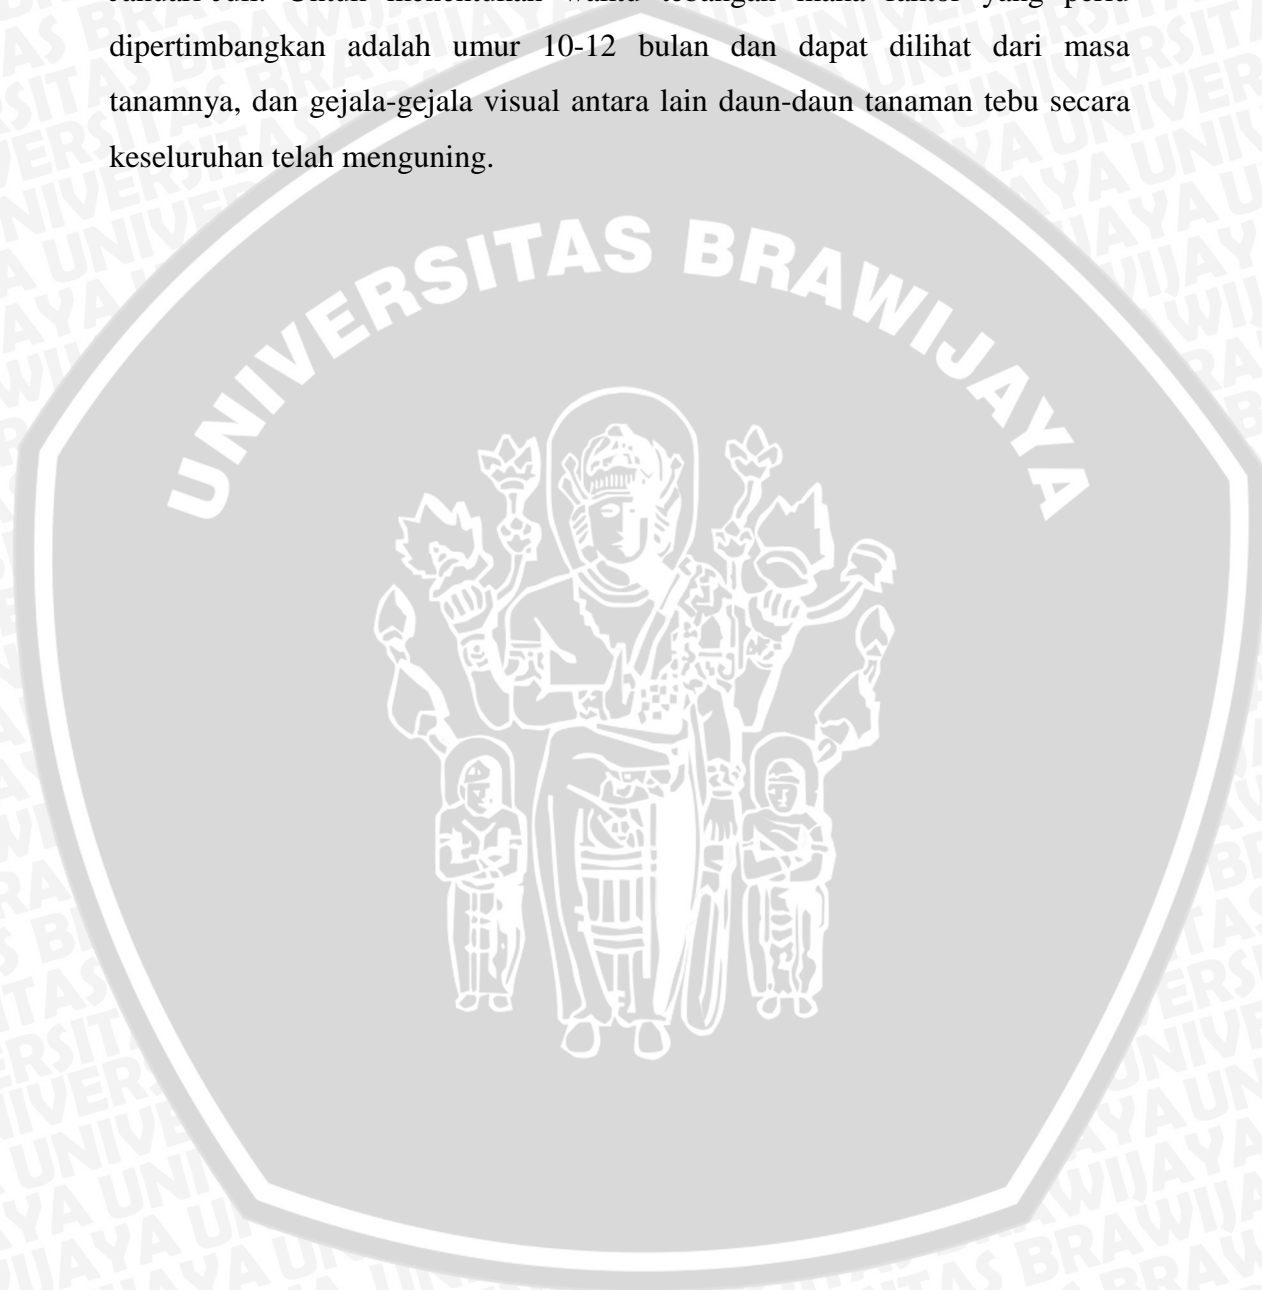 dipertimbangkan adalah umur 10-12 bulan dan dapat dilihat dari masa
tanamnya, dan gejala-gejala visual antara lain daun-daun tanaman tebu secara
keseluruhan telah menguning.
UNIVERSITAS BRAWIJAYA